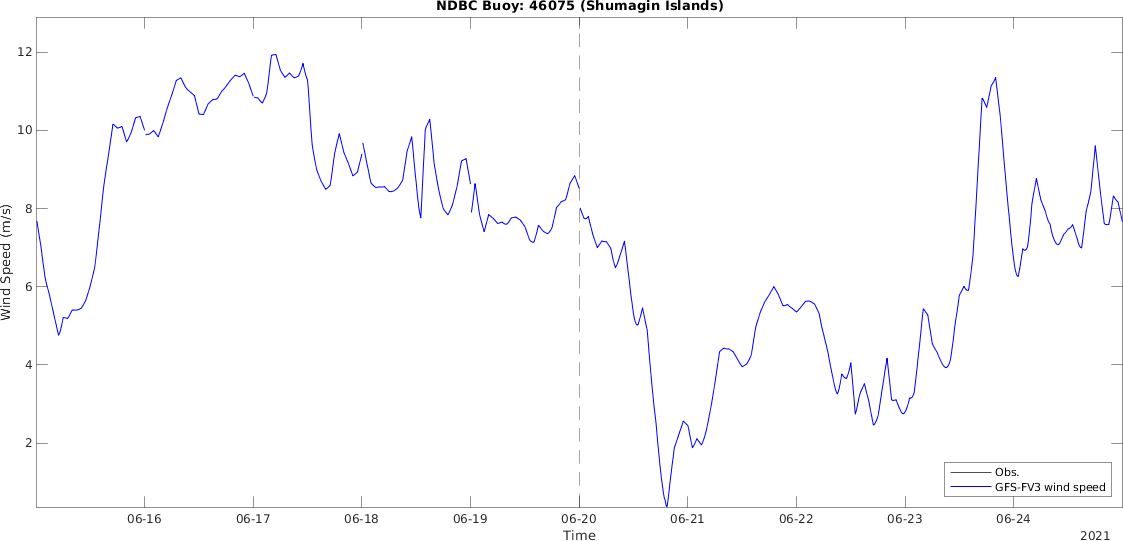 NDBC Buoy: 46075 (Shumagin Islands)
12
10
8
6
4
2
Wind Speed (m/s)
Obs.
GFS-FV3 wind speed
06-16 06-17 06-18 06-19 06-20 06-21 06-22 06-23 06-24
Time
2021